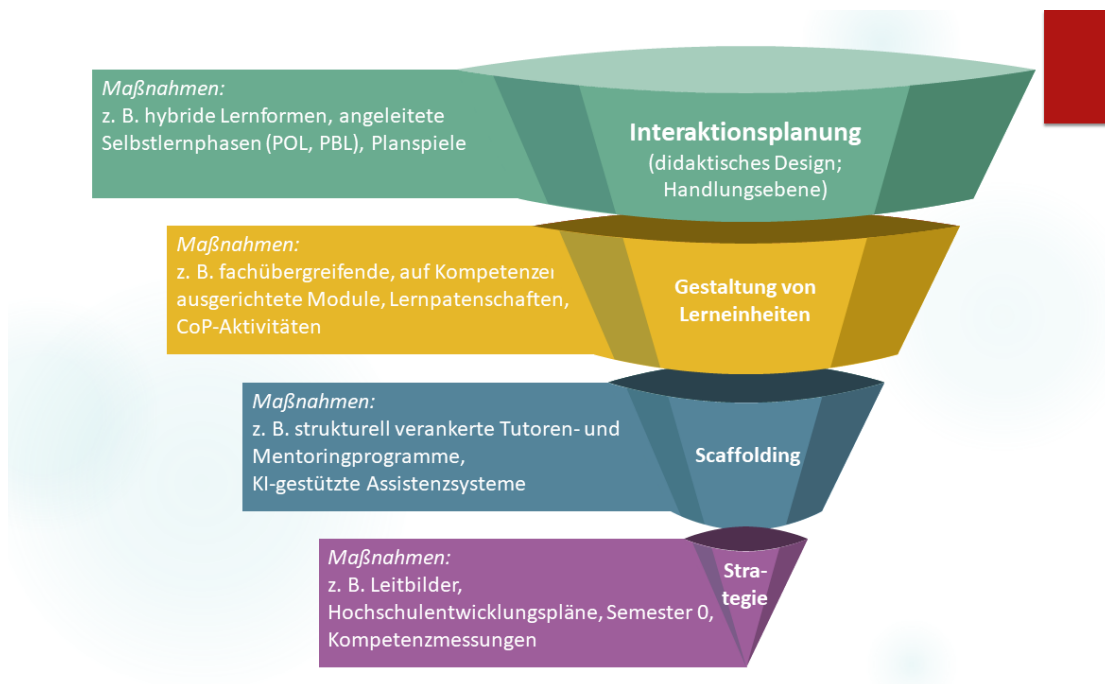 Maßnahmen:
z. B. hybride Lernformen, angeleitete
Selbstlernphasen (POL, PBL), Planspiele
Interaktionsplanung
(didaktisches Design;
Handlungsebene)
Maßnahmen:
z. B. fachübergreifende, auf Kompetenzen
ausgerichtete Module, Lernpatenschaften,
CoP-Aktivitäten
Gestaltung von
Lerneinheiten
Maßnahmen:
z. B. strukturell verankerte Tutoren- und
Mentoringprogramme,
KI-gestützte Assistenzsysteme
Scaffolding
Maßnahmen:
z. B. Leitbilder,
Hochschulentwicklungspläne, Semester 0,
Kompetenzmessungen
Stra-
tegie